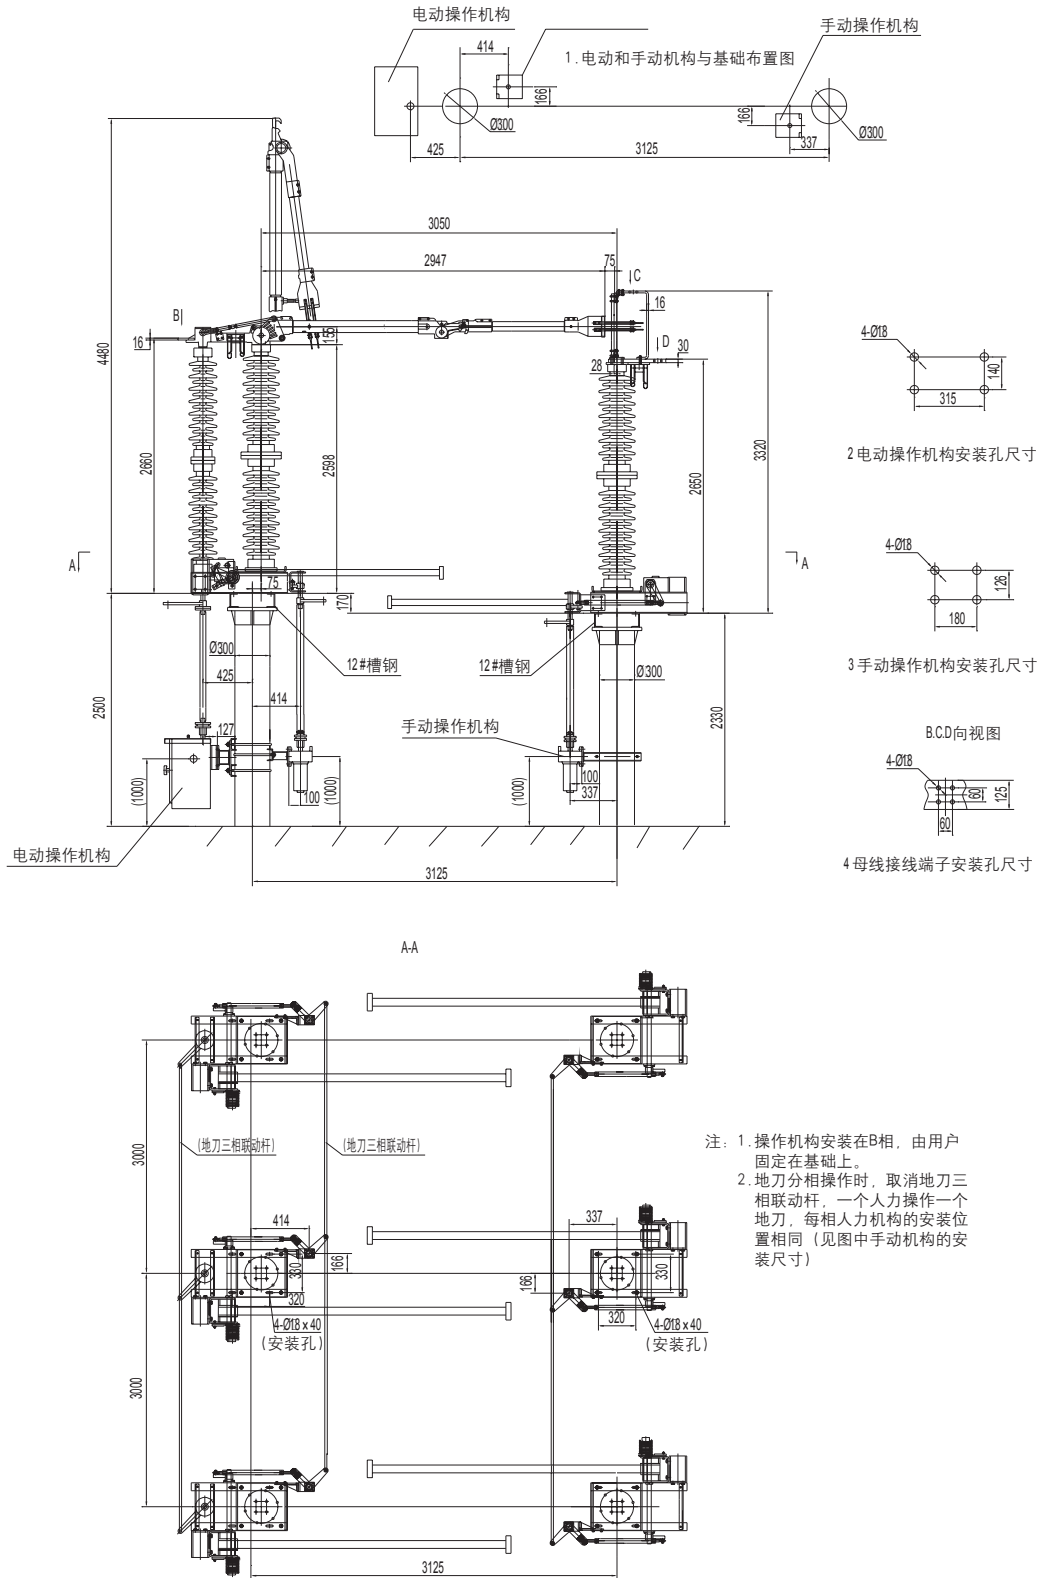 电动操作机构
手动操作机构
414
1.电动和手动机构与基础布置图
166
166
Ø300
Ø300
425
3125
337
3050
2947
75
C
16
B
155
16
D
30
28
4480
2660
2598
2650
3320
4-Ø18
140
315
2 电动操作机构安装孔尺寸
A
A
75
170
4-Ø18
126
180
3 手动操作机构安装孔尺寸
Ø300
12#槽钢
12#槽钢
Ø300
425
414
2500
2330
手动操作机构
127
B.C.D向视图
4-Ø18
60
125
60
(1000)
100
(1000)
(1000)
100
337
电动操作机构
3125
4 母线接线端子安装孔尺寸
A-A
3000
(地刀三相联动杆)
(地刀三相联动杆)
注: 1.操作机构安装在B相, 由用户
固定在基础上。
2.地刀分相操作时, 取消地刀三
相联动杆, 一个人力操作一个
地刀, 每相人力机构的安装位
置相同 (见图中手动机构的安
装尺寸)
414
337
166
330
166
330
320
320
4-Ø18x40
(安装孔)
4-Ø18x40
(安装孔)
3000
3125